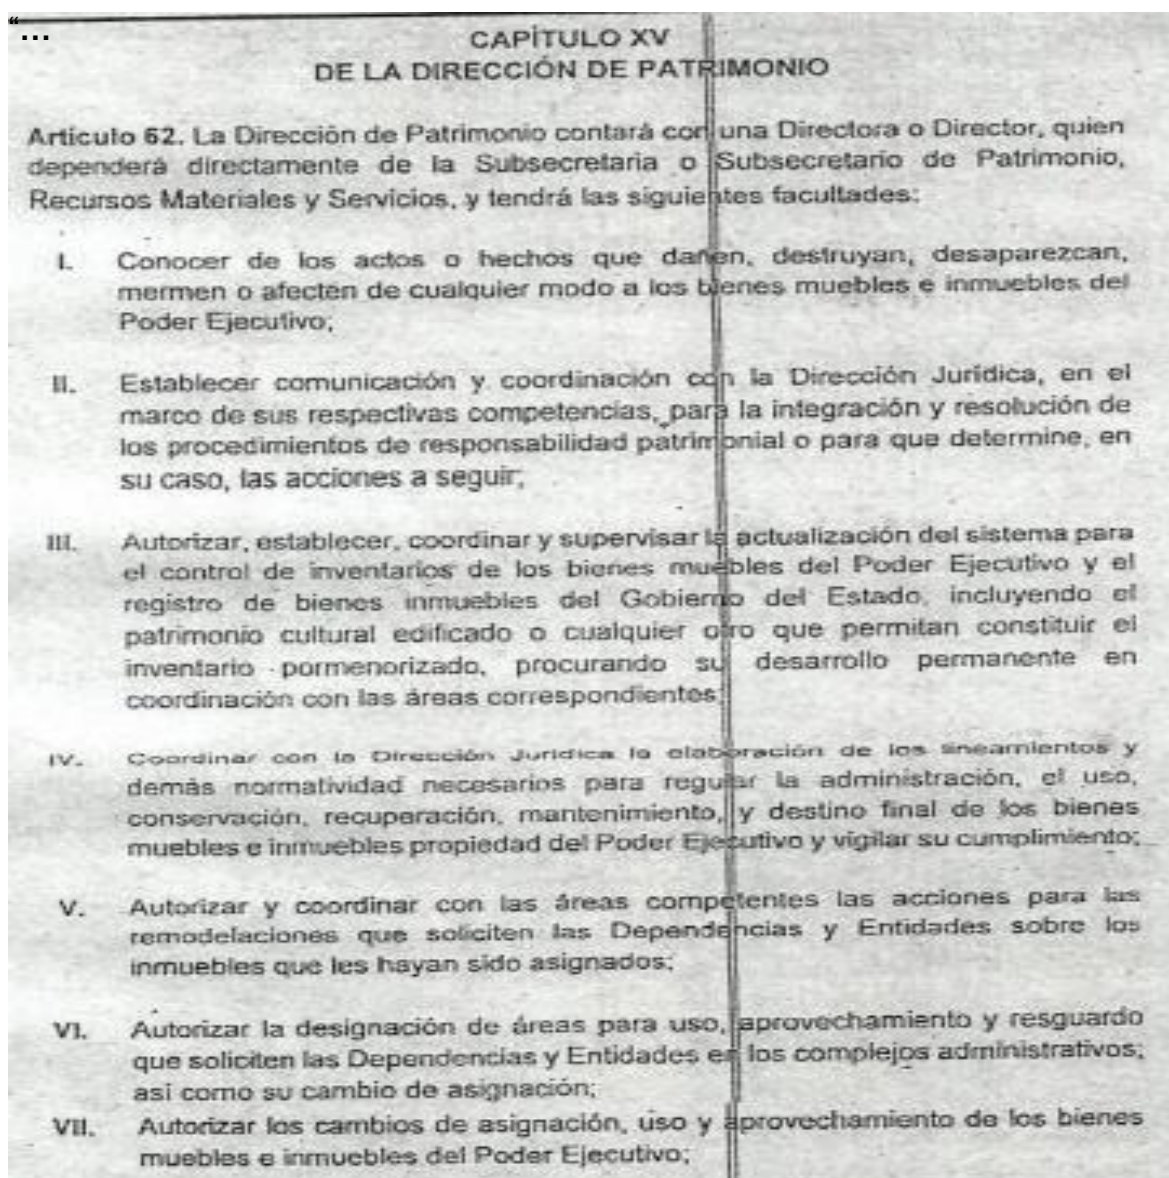 “...
CAPÍTULO XV
DE LA DIRECCIÓN DE PATRIMONIO
Artículo 62. La Dirección de Patrimonio contará con una Directora o Director, quien
dependerá directamente de la Subsecretaria o Subsecretario de Patrimonio,
Recursos Materiales y Servicios, y tendrá las siguientes facultades:
I. Conocer de los actos o hechos que dañen, destruyan, desaparezcan,
mermen o afecten de cualquier modo a los bienes muebles e inmuebles del
Poder Ejecutivo;
II. Establecer comunicación y coordinación con la Dirección Jurídica, en el
marco de sus respectivas competencias, para la integración y resolución de
los procedimientos de responsabilidad patrimonial o para que determine, en
su caso, las acciones a seguir;
III. Autorizar, establecer, coordinar y supervisar la actualización del sistema para
el control de inventarios de los bienes muebles del Poder Ejecutivo y el
registro de bienes inmuebles del Gobierno del Estado, incluyendo el
patrimonio cultural edificado o cualquier otro que permitan constituir el
inventario pormenorizado, procurando su desarrollo permanente en
coordinación con las áreas correspondientes;
IV. Coordinar con la Dirección Jurídica la elaboración de los lineamientos y
demás normatividad necesarios para regular la administración, el uso,
conservación, recuperación, mantenimiento, y destino final de los bienes
muebles e inmuebles propiedad del Poder Ejecutivo y vigilar su cumplimiento;
V. Autorizar y coordinar con las áreas competentes las acciones para las
remodelaciones que soliciten las Dependencias y Entidades sobre los
inmuebles que les hayan sido asignados;
VI. Autorizar la designación de áreas para uso, aprovechamiento y resguardo
que soliciten las Dependencias y Entidades en los complejos administrativos;
así como su cambio de asignación;
VII. Autorizar los cambios de asignación, uso y aprovechamiento de los bienes
muebles e inmuebles del Poder Ejecutivo;